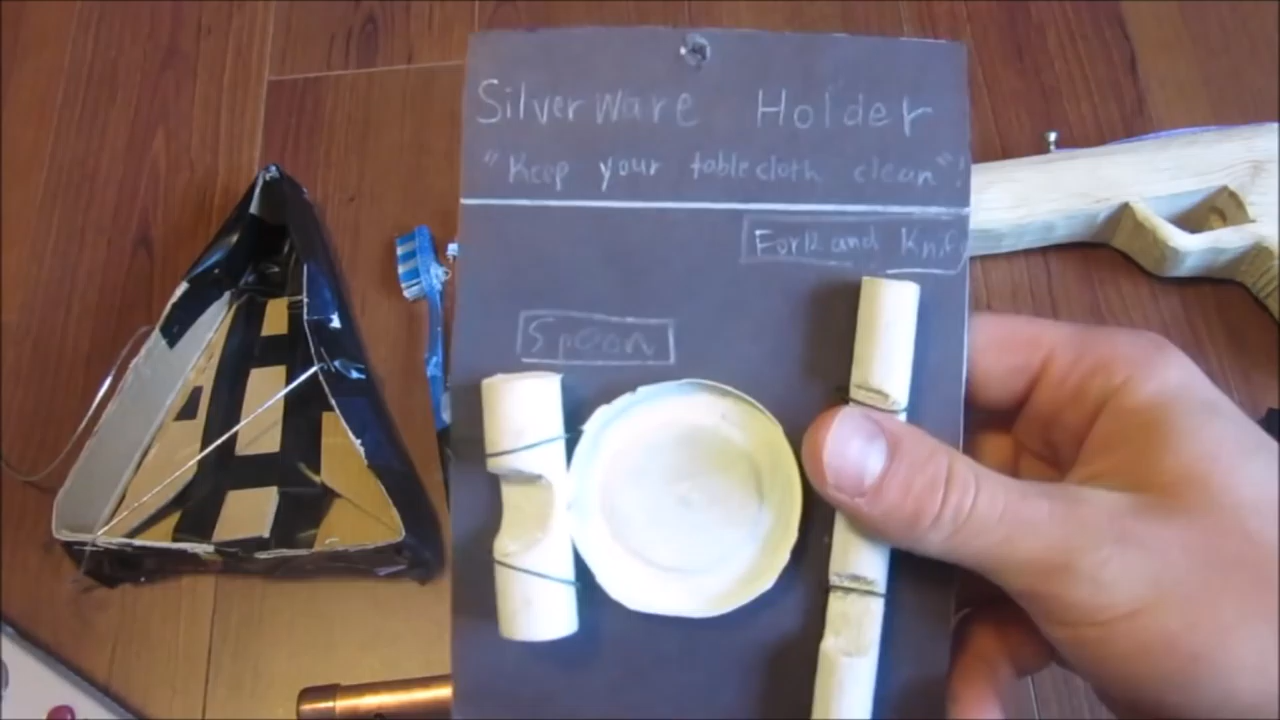 Silverware Holder
"Keep your tablecloth clean"!
Fork and Knife
Spoon